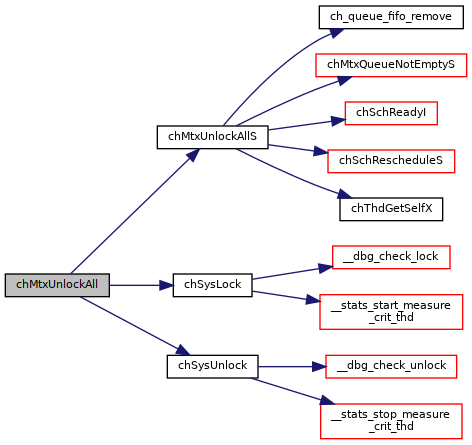 ch_queue_fifo_remove
chMtxQueueNotEmptyS
chMtxUnlockAllS
chSchReadyI
chSchRescheduleS
chThdGetSelfX
chMtxUnlockAll
chSysLock
__dbg_check_lock
__stats_start_measure
_crit_thd
chSysUnlock
__dbg_check_unlock
__stats_stop_measure
_crit_thd